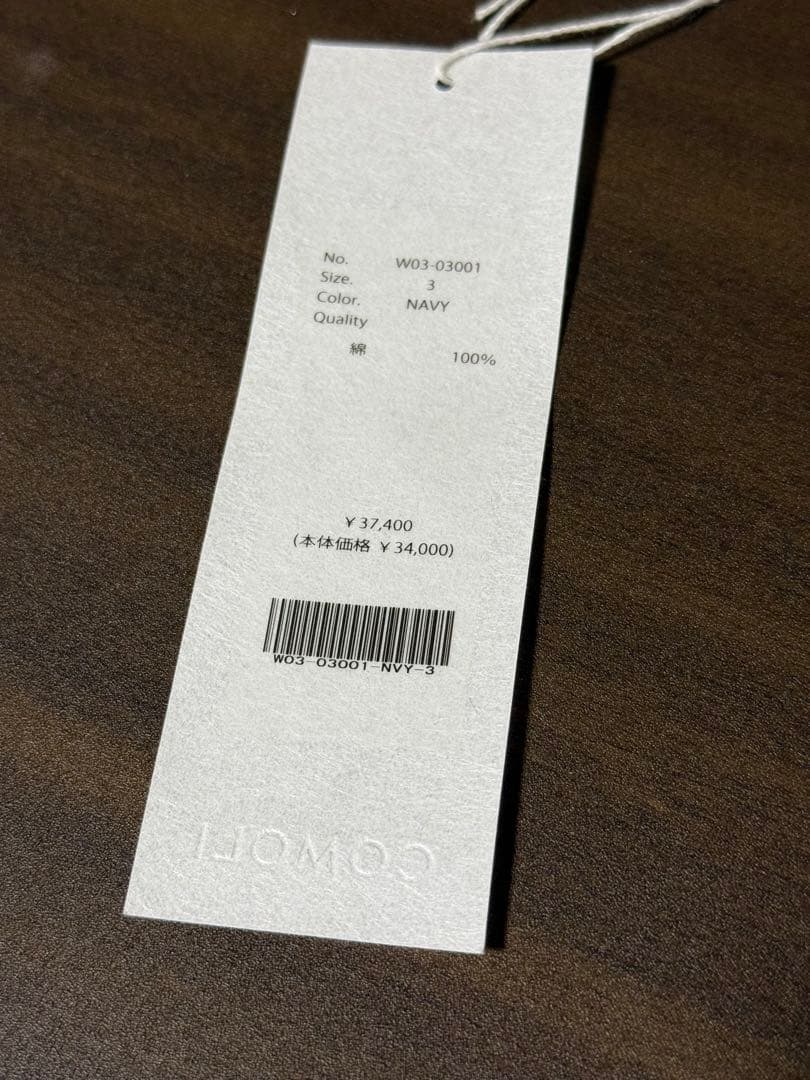 No. W03-03001
Size. 3
Color. NAVY
Quality
綿 100%
¥37,400
(本体価格 ¥34,000)
W03-03001-NVY-3
COMOLI